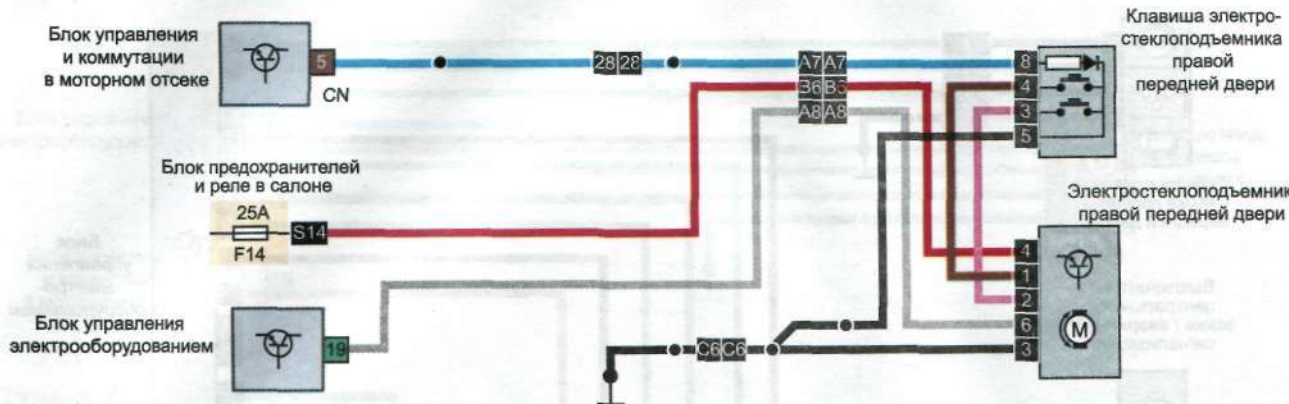 Блок управления
и коммутации
в моторном отсеке
5
CN
28 28
A7 A7
B6 B6
A8 A8
Клавиша электро-
стеклоподъемника
правой
передней двери
8
4
3
5
Блок предохранителей
и реле в салоне
25A
F14
S14
Электростеклоподъемник
правой передней двери
4
1
2
6
3
M
Блок управления
электрооборудованием
19
C6 C6